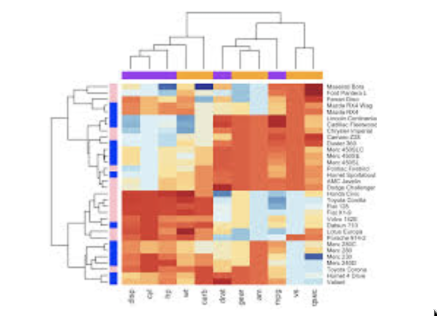 Maserati Bora
Ford Pantera L
Ferrari Dino
Mazda RX4 Wag
Mazda RX4
Lincoln Continental
Cadillac Fleetwood
Chrysler Imperial
Camaro Z28
Duster 360
Merc 450SLC
Merc 450SE
Merc 450SL
Pontiac Firebird
Hornet Sportabout
AMC Javelin
Dodge Challenger
Honda Civic
Toyota Corolla
Fiat 128
Fiat X1-9
Volvo 142E
Datsun 710
Lotus Europa
Porsche 914-2
Merc 280C
Merc 280
Merc 230
Merc 240D
Toyota Corona
Hornet 4 Drive
Valiant
disp
cyl
hp
wt
carb
drat
gear
am
mpg
vs
qsec